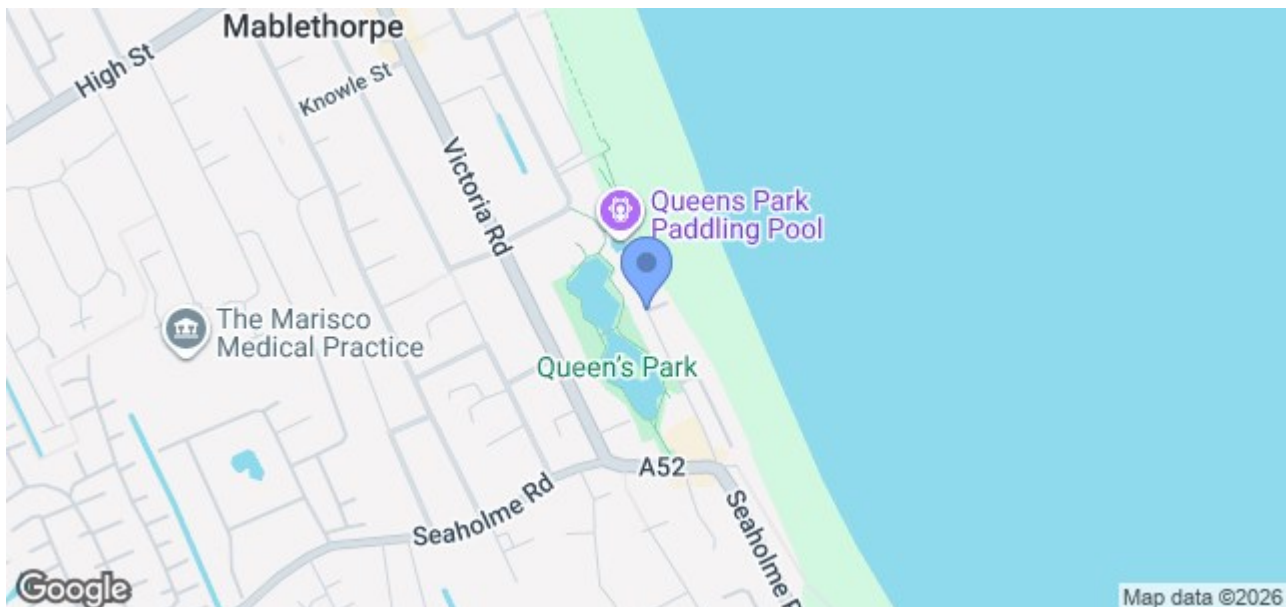 Mablethorpe
High St
Knowle St
Victoria Rd
Queens Park
Paddling Pool
The Marisco
Medical Practice
Queen's Park
A52
Seaholme Rd
Seaholme R
Google
Map data ©2026